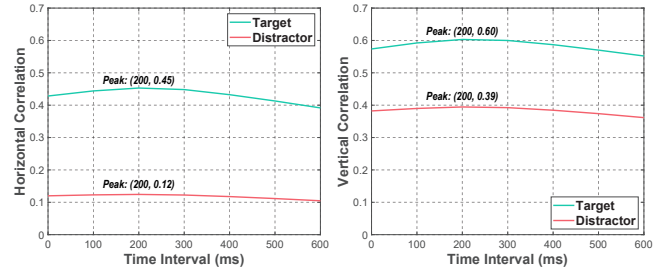 Horizontal Correlation
0.7
0.6
0.5
0.4
0.3
0.2
0.1
0
Target
Distractor
Peak: (200, 0.45)
Peak: (200, 0.12)
0 100 200 300 400 500 600
Time Interval (ms)
Vertical Correlation
0.7
0.6
0.5
0.4
0.3
0.2
0.1
0
Peak: (200, 0.60)
Peak: (200, 0.39)
Target
Distractor
0 100 200 300 400 500 600
Time Interval (ms)